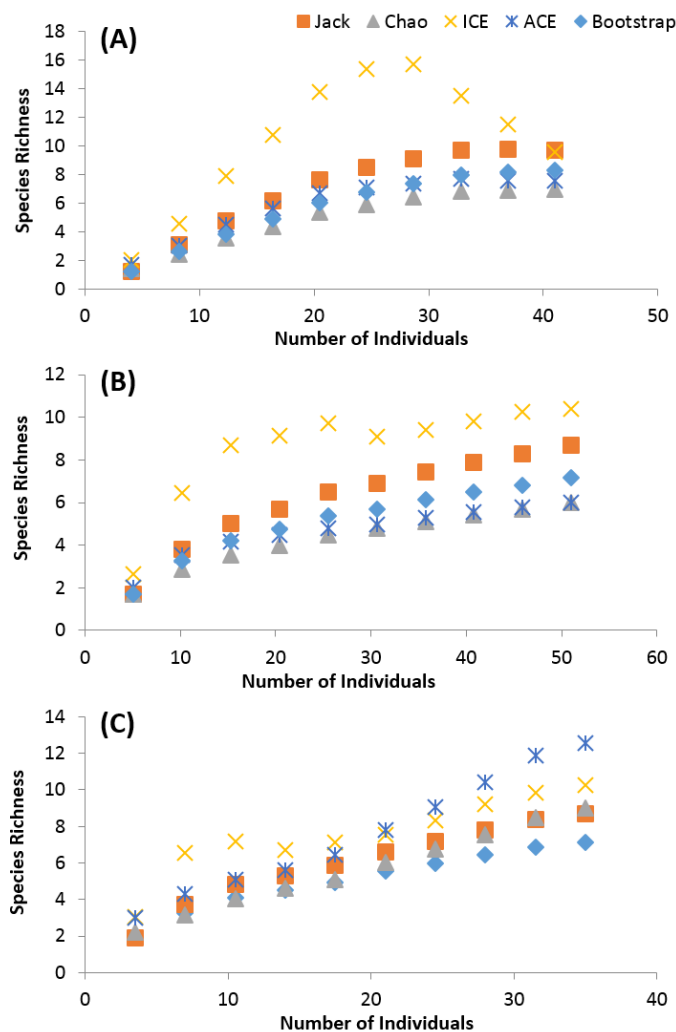 Jack Chao ICE ACE Bootstrap
(A)
18
16
14
12
10
8
6
4
2
0
Species Richness
0 10 20 30 40 50
Number of Individuals
(B)
12
10
8
6
4
2
0
Species Richness
0 10 20 30 40 50 60
Number of Individuals
(C)
14
12
10
8
6
4
2
0
Species Richness
0 10 20 30 40
Number of Individuals